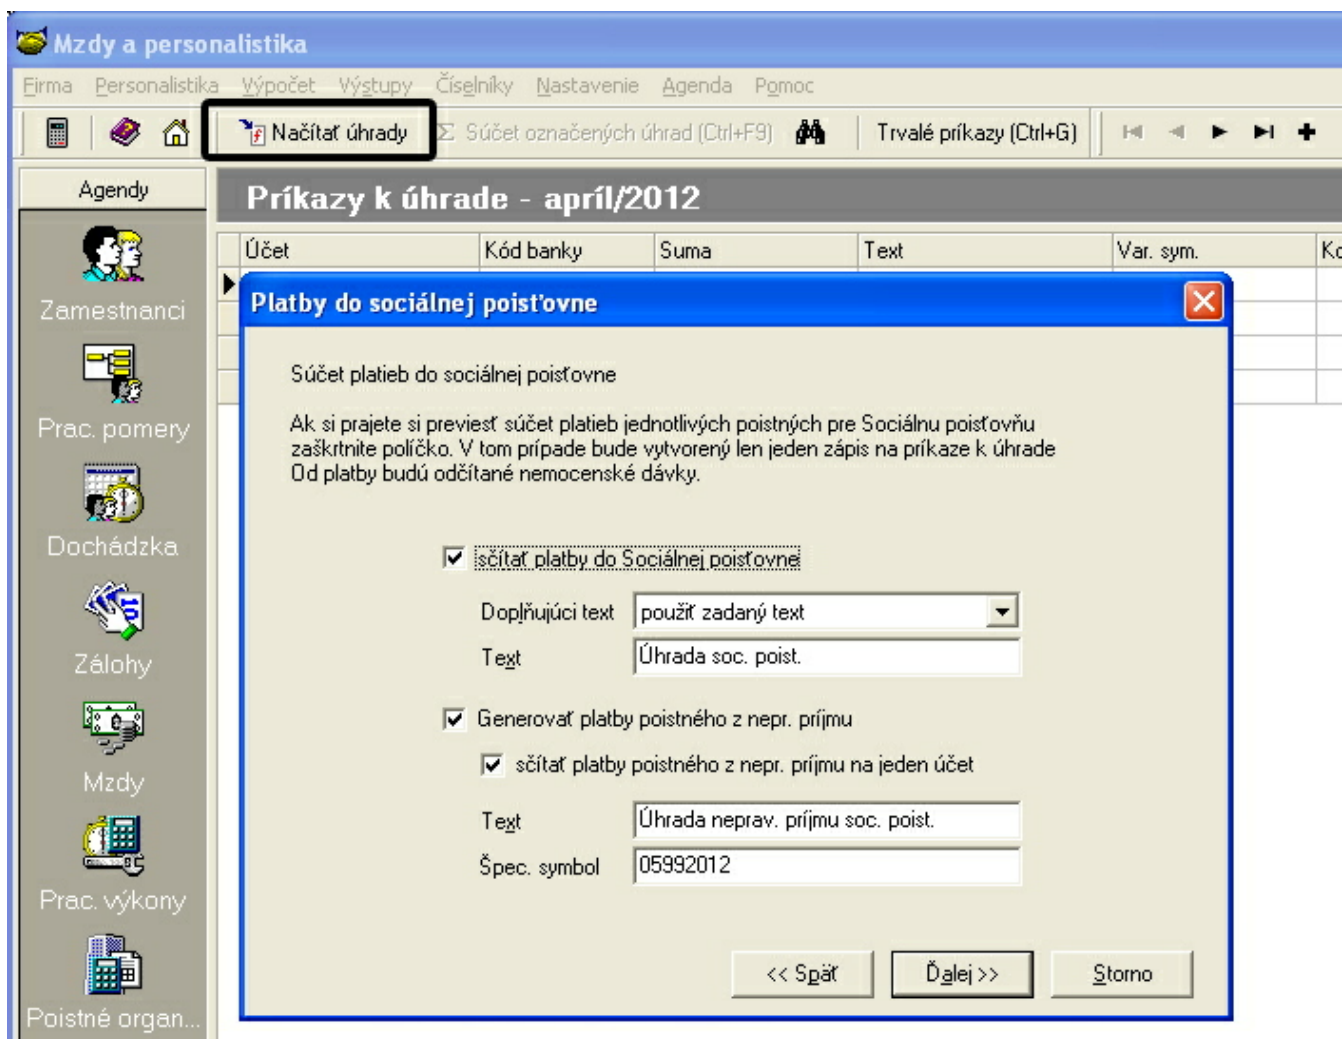 Mzdy a personalistika
Firma Personalistika Výpočet Výstupy Číselníky Nastavenie Agenda Pomoc
Načítať úhrady Σ Súčet označených úhrad (Ctrl+F9) Trvalé príkazy (Ctrl+G)
Agendy
Príkazy k úhrade - apríl/2012
Účet Kód banky Suma Text Var. sym.
Zamestnanci
Prac. pomery
Dochádzka
Zálohy
Mzdy
Prac. výkony
Poistné organ...
Platby do sociálnej poisťovne
Súčet platieb do sociálnej poisťovne
Ak si prajete si previesť súčet platieb jednotlivých poistných pre Sociálnu poisťovňu
zaškrtnite políčko. V tom prípade bude vytvorený len jeden zápis na príkaze k úhrade
Od platby budú odčítané nemocenské dávky.
sčítať platby do Sociálnej poisťovne
Doplňujúci text použiť zadaný text
Text Úhrada soc. poist.
Generovať platby poistného z nepr. príjmu
sčítať platby poistného z nepr. príjmu na jeden účet
Text Úhrada neprav. príjmu soc. poist.
Špec. symbol 05992012
<< Späť Ďalej >> Storno